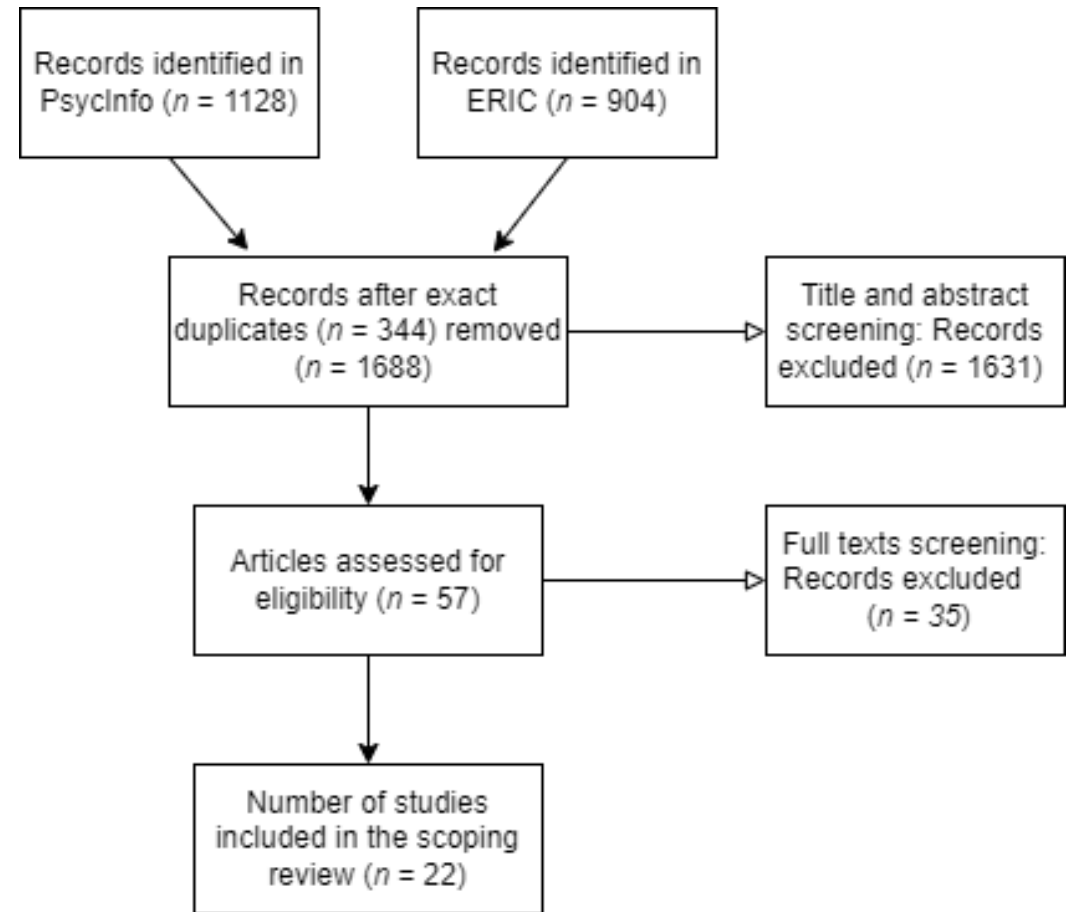 Records identified in
PsycInfo (n = 1128)
Records identified in
ERIC (n = 904)
Records after exact
duplicates (n = 344) removed
(n = 1688)
Title and abstract
screening: Records
excluded (n = 1631)
Articles assessed for
eligibility (n = 57)
Full texts screening:
Records excluded
(n = 35)
Number of studies
included in the scoping
review (n = 22)